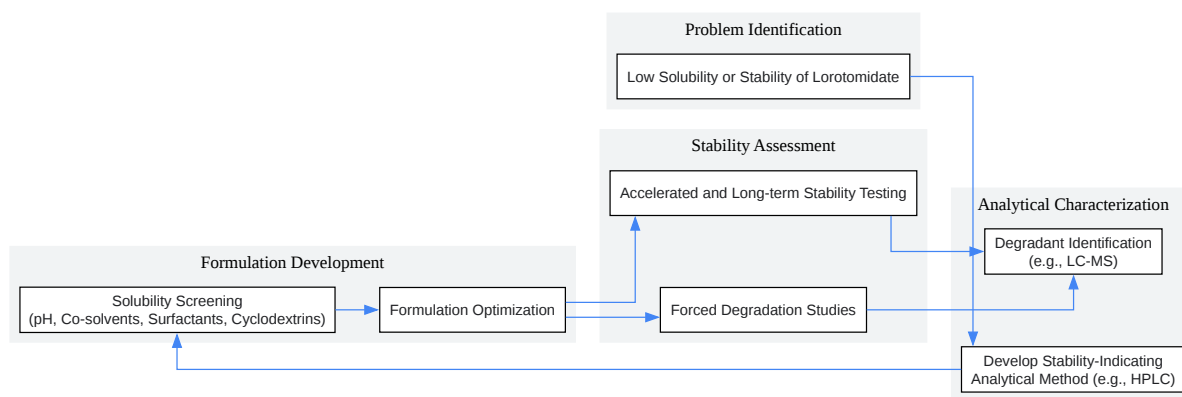 Problem Identification
Low Solubility or Stability of Lorotomidate
Stability Assessment
Accelerated and Long-term Stability Testing
Analytical Characterization
Degradant Identification
(e.g., LC-MS)
Formulation Development
Solubility Screening
(pH, Co-solvents, Surfactants, Cyclodextrins)
Formulation Optimization
Forced Degradation Studies
Develop Stability-Indicating
Analytical Method (e.g., HPLC)